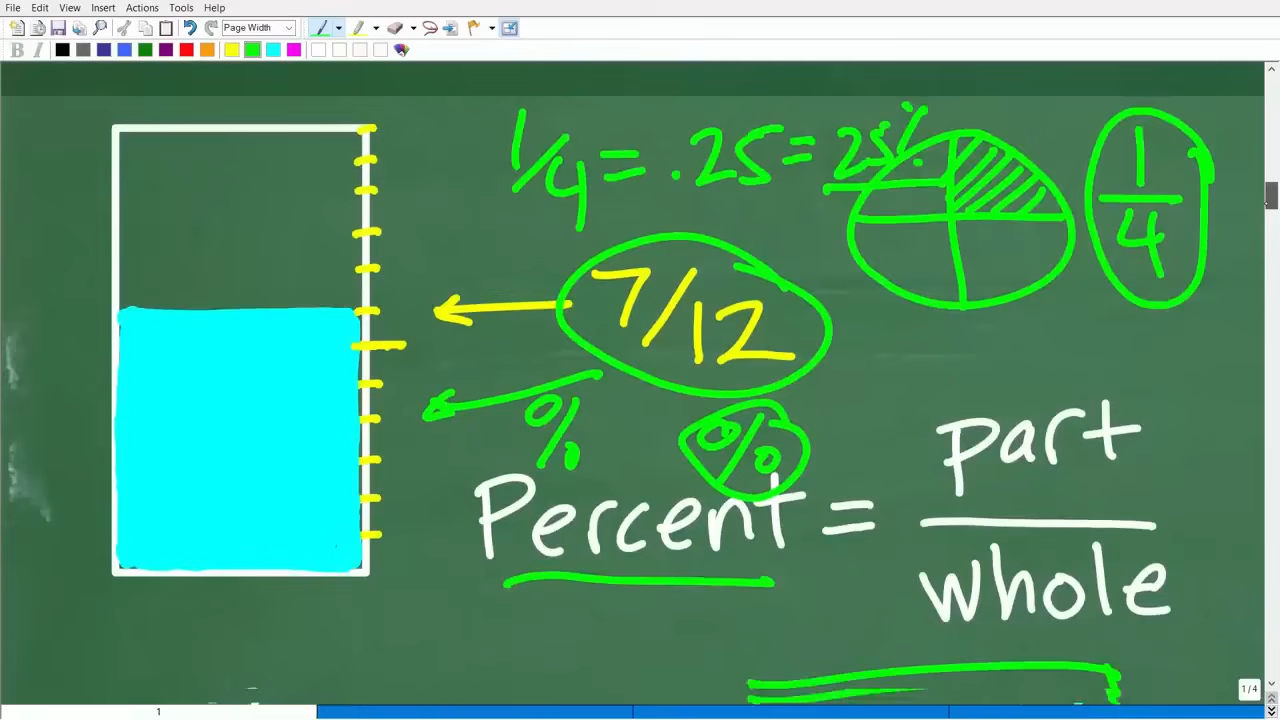 File Edit View Insert Actions Tools Help
Page Width
B I
1/4 = .25 = 25%
1
4
7/12
%
%
Percent = part
whole
1/4
1